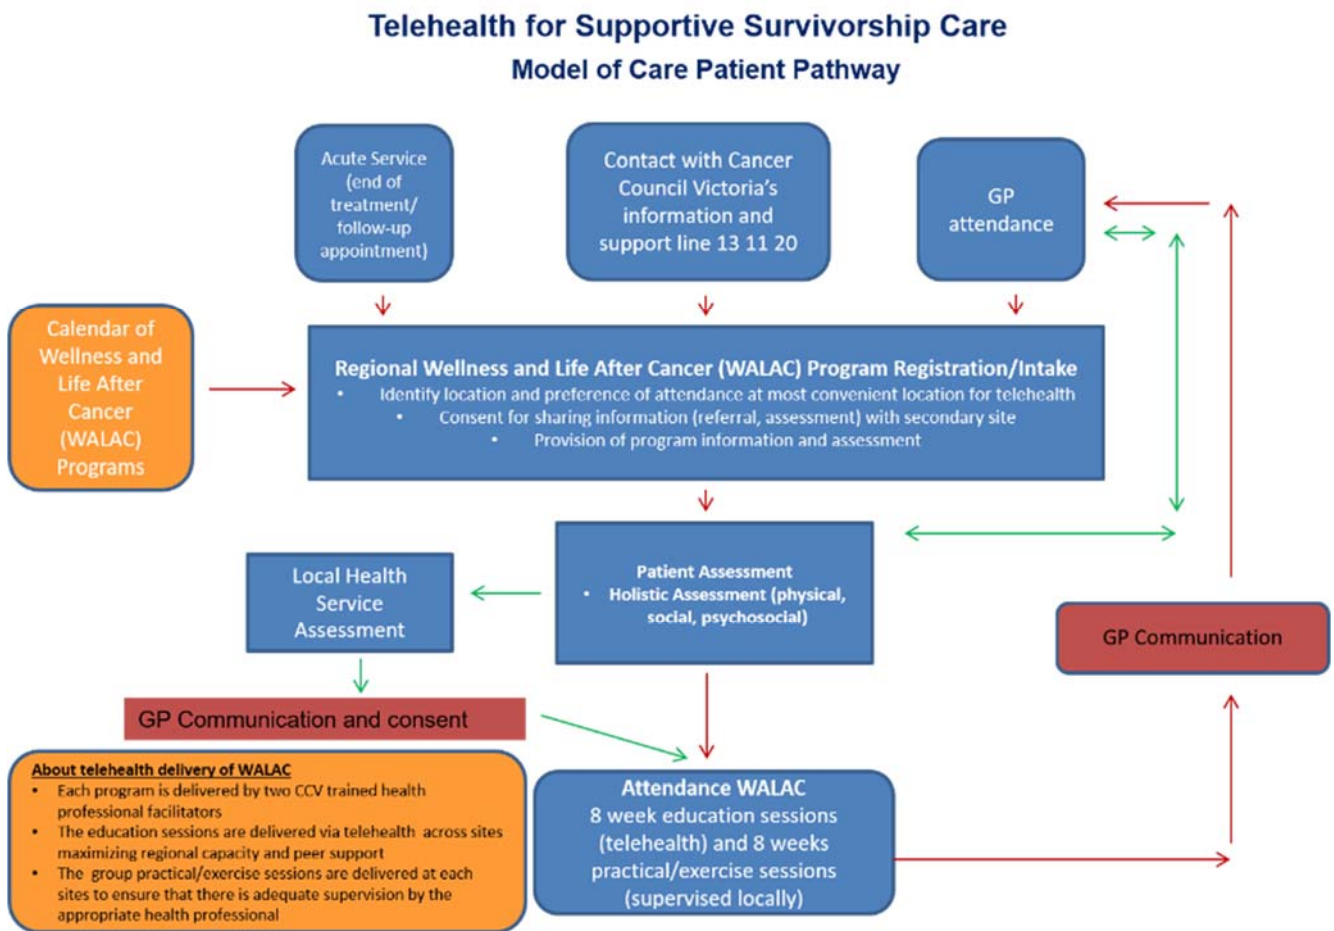 Telehealth for Supportive Survivorship Care
Model of Care Patient Pathway
Acute Service
(end of
treatment/
follow-up
appointment)
Contact with Cancer
Council Victoria's
information and
support line 13 11 20
GP
attendance
Calendar of
Wellness and
Life After
Cancer
(WALAC)
Programs
Regional Wellness and Life After Cancer (WALAC) Program Registration/Intake
• Identify location and preference of attendance at most convenient location for telehealth
• Consent for sharing information (referral, assessment) with secondary site
• Provision of program information and assessment
Local Health
Service
Assessment
Patient Assessment
• Holistic Assessment (physical,
social, psychosocial)
GP Communication
GP Communication and consent
About telehealth delivery of WALAC
• Each program is delivered by two CCV trained health
professional facilitators
• The education sessions are delivered via telehealth across sites
maximizing regional capacity and peer support
• The group practical/exercise sessions are delivered at each
sites to ensure that there is adequate supervision by the
appropriate health professional
Attendance WALAC
8 week education sessions
(telehealth) and 8 weeks
practical/exercise sessions
(supervised locally)